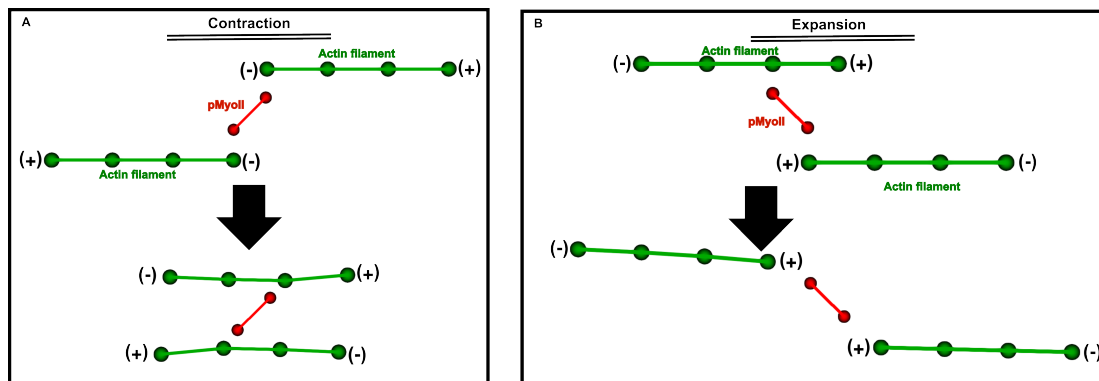 A
Contraction
Actin filament
(-)
(+)
pMyoII
(+)
(-)
Actin filament
(-)
(+)
(+)
(-)
B
Expansion
Actin filament
(-)
(+)
pMyoII
(+)
(-)
Actin filament
(-)
(+)
(+)
(-)